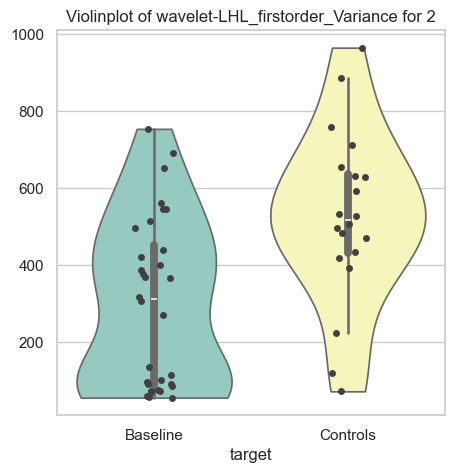 Violinplot of wavelet-LHL_firstorder_Variance for 2
1000
800
600
400
200
Baseline Controls
target